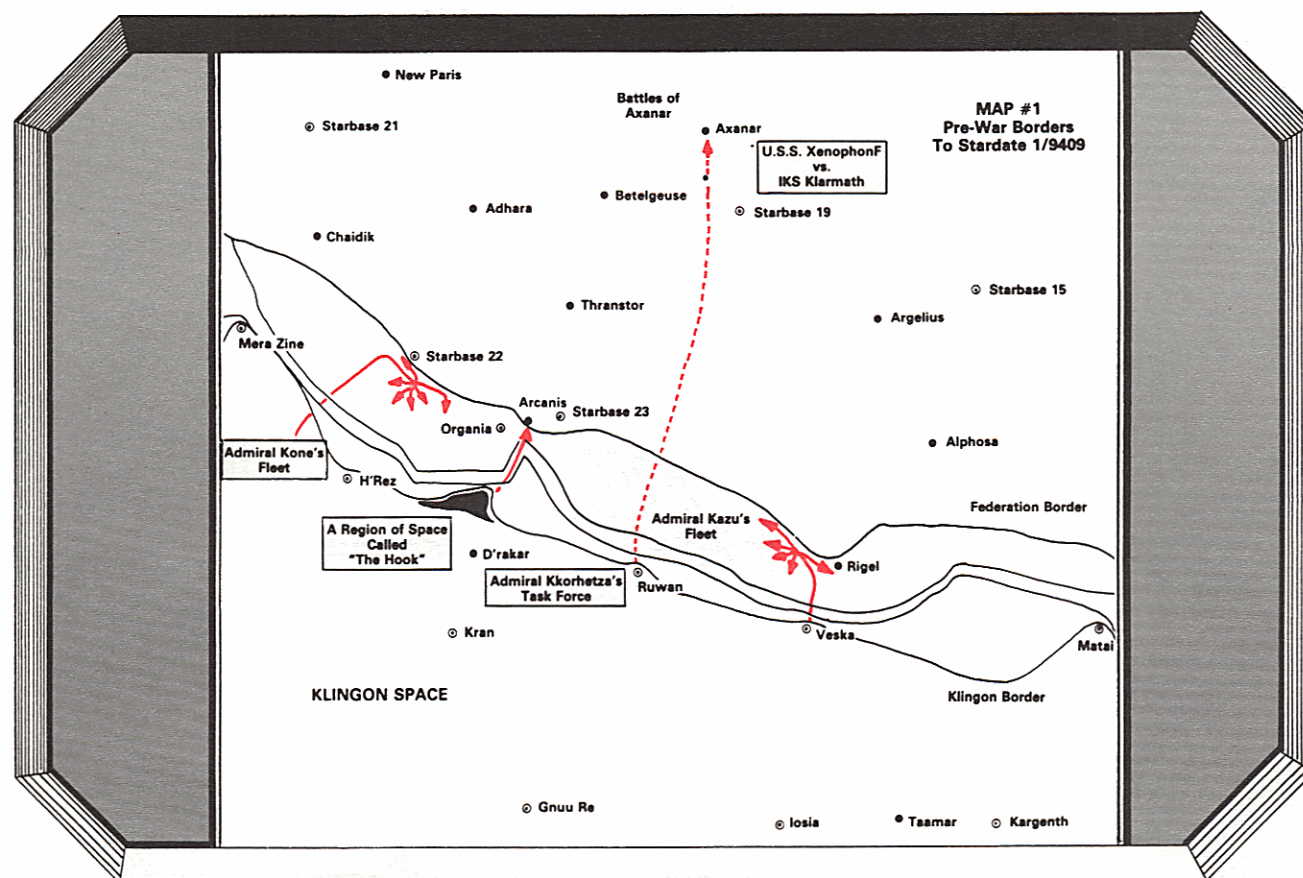 New Paris
Battles of
Axanar
MAP #1
Pre-War Borders
To Stardate 1/9409
Starbase 21
Axanar
U.S.S. XenophonF
vs.
IKS Klarmath
Adhara
Betelgeuse
Starbase 19
Chaidik
Starbase 15
Thranstor
Argelius
Mera Zine
Starbase 22
Arcanis
Starbase 23
Organia
Alphosa
Admiral Kone's
Fleet
H'Rez
Federation Border
A Region of Space
Called
"The Hook"
Admiral Kazu's
Fleet
D'rakar
Rigel
Admiral Kkorhetza's
Task Force
Ruwan
Kran
Veska
Matai
KLINGON SPACE
Klingon Border
Gnuu Re
Iosia
Taamar
Kargenth